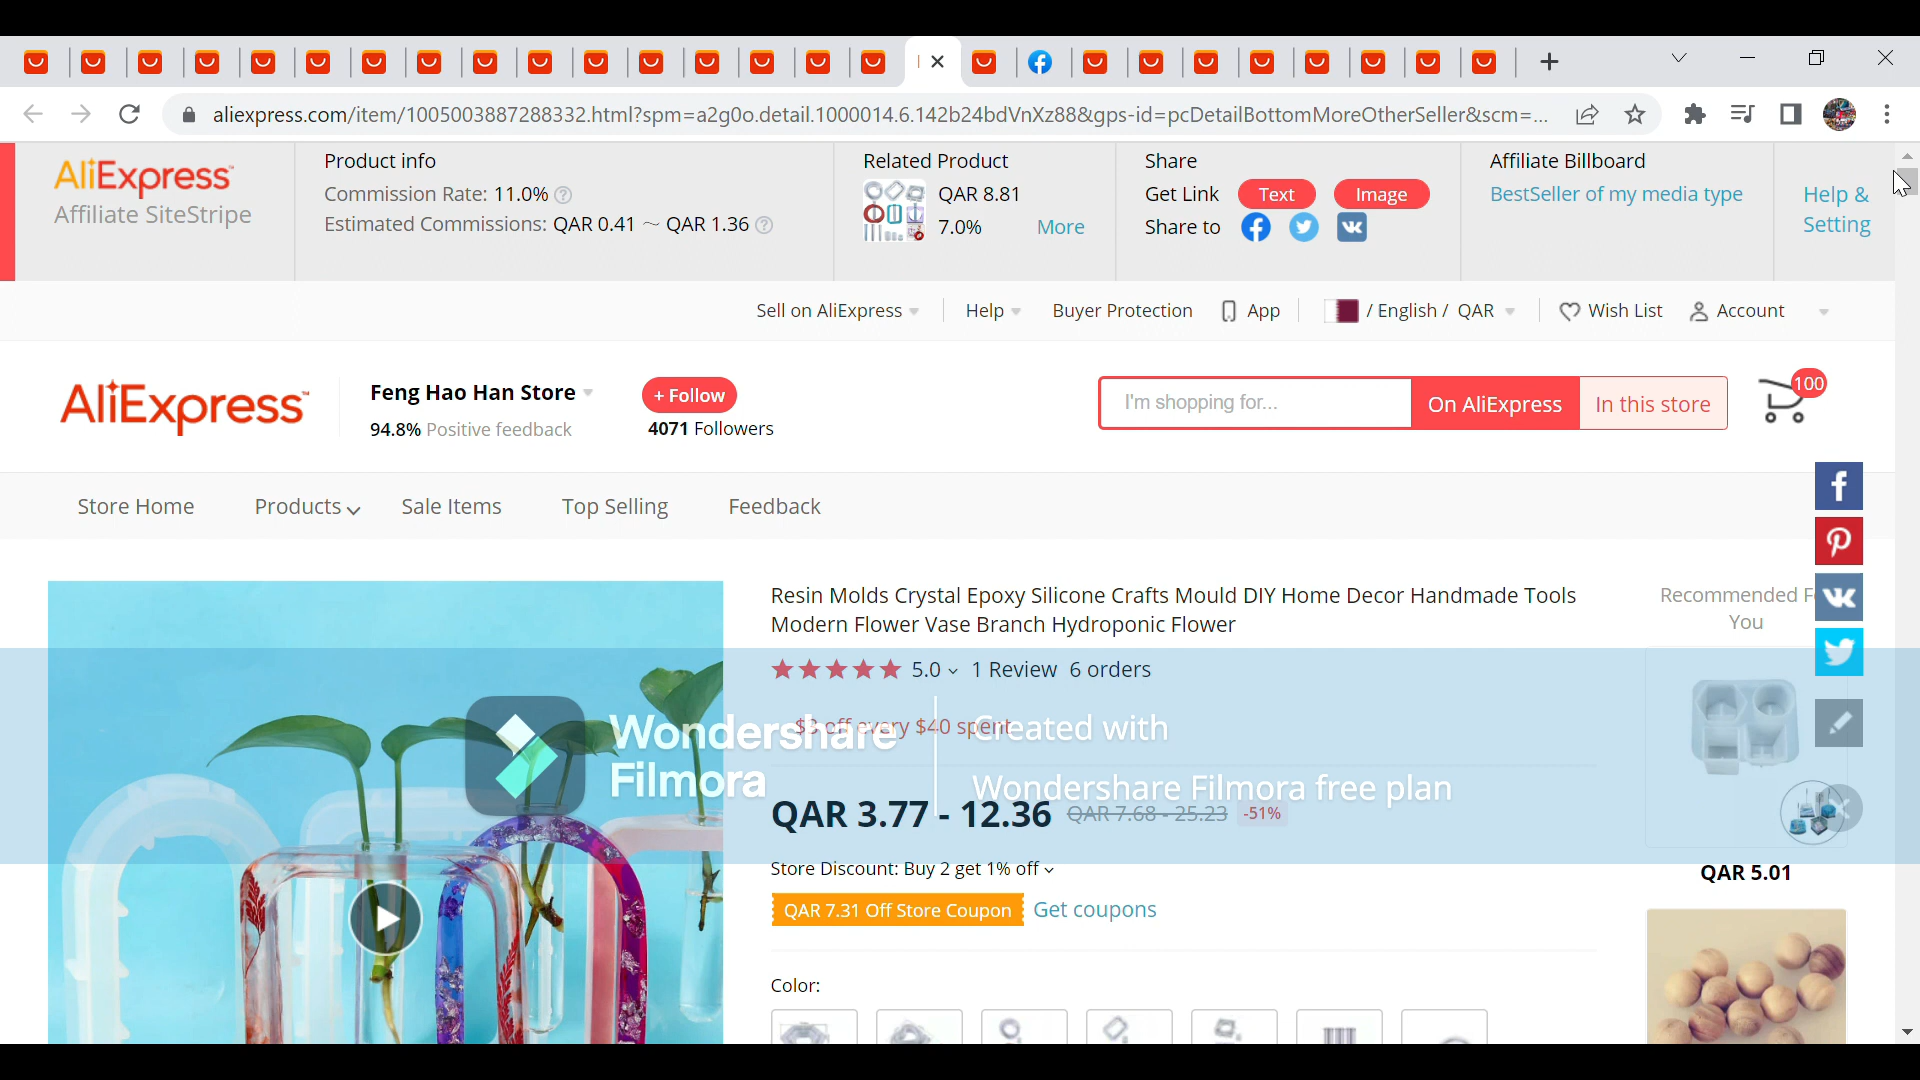 aliexpress.com/item/1005003887288332.html?spm=a2g0o.detail.1000014.6.142b24bdVnXz88&gps-id=pcDetailBottomMoreOtherSeller&scm=...
AliExpress™
Affiliate SiteStripe
Product info
Commission Rate: 11.0%
Estimated Commissions: QAR 0.41 ~ QAR 1.36
Related Product
QAR 8.81
7.0%
More
Share
Get Link
Text
Image
Share to
Affiliate Billboard
BestSeller of my media type
Help &
Setting
Sell on AliExpress
Help
Buyer Protection
App
/ English / QAR
Wish List
Account
AliExpress™
Feng Hao Han Store
94.8% Positive feedback
+ Follow
4071 Followers
I'm shopping for...
On AliExpress
In this store
100
Store Home
Products
Sale Items
Top Selling
Feedback
Resin Molds Crystal Epoxy Silicone Crafts Mould DIY Home Decor Handmade Tools
Modern Flower Vase Branch Hydroponic Flower
5.0
1 Review
6 orders
$3 off every $40 spent
QAR 3.77 - 12.36
QAR 7.68 - 25.23
-51%
Store Discount: Buy 2 get 1% off
QAR 7.31 Off Store Coupon
Get coupons
Color:
Recommended
You
QAR 5.01
Wondershare
Filmora
Created with
Wondershare Filmora free plan